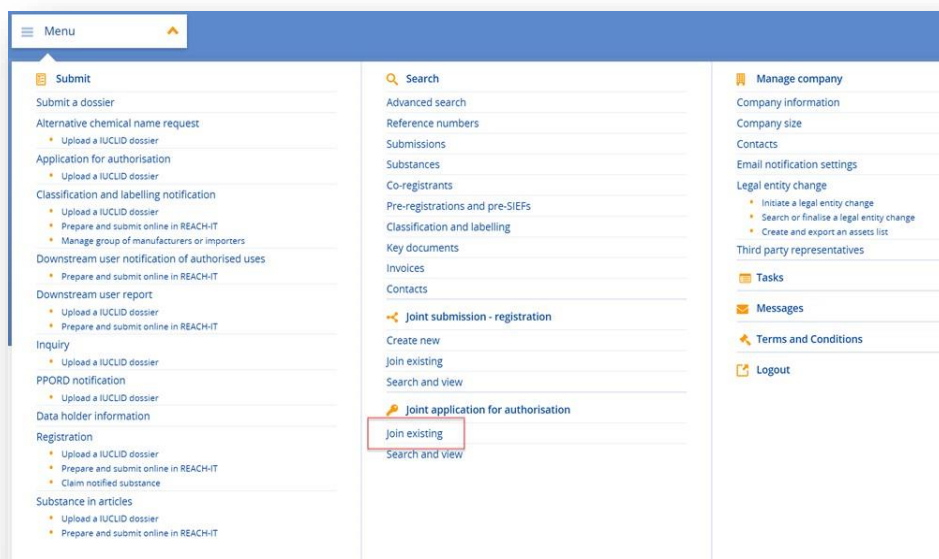 Menu
Submit
Submit a dossier
Alternative chemical name request
Upload a IUCLID dossier
Application for authorisation
Upload a IUCLID dossier
Classification and labelling notification
Upload a IUCLID dossier
Prepare and submit online in REACH-IT
Manage group of manufacturers or importers
Downstream user notification of authorised uses
Prepare and submit online in REACH-IT
Downstream user report
Upload a IUCLID dossier
Prepare and submit online in REACH-IT
Inquiry
Upload a IUCLID dossier
PPORD notification
Upload a IUCLID dossier
Data holder information
Registration
Upload a IUCLID dossier
Prepare and submit online in REACH-IT
Claim notified substance
Substance in articles
Upload a IUCLID dossier
Prepare and submit online in REACH-IT
Search
Advanced search
Reference numbers
Submissions
Substances
Co-registrants
Pre-registrations and pre-SIEFs
Classification and labelling
Key documents
Invoices
Contacts
Joint submission - registration
Create new
Join existing
Search and view
Joint application for authorisation
Join existing
Search and view
Manage company
Company information
Company size
Contacts
Email notification settings
Legal entity change
Initiate a legal entity change
Search or finalise a legal entity change
Create and export an assets list
Third party representatives
Tasks
Messages
Terms and Conditions
Logout